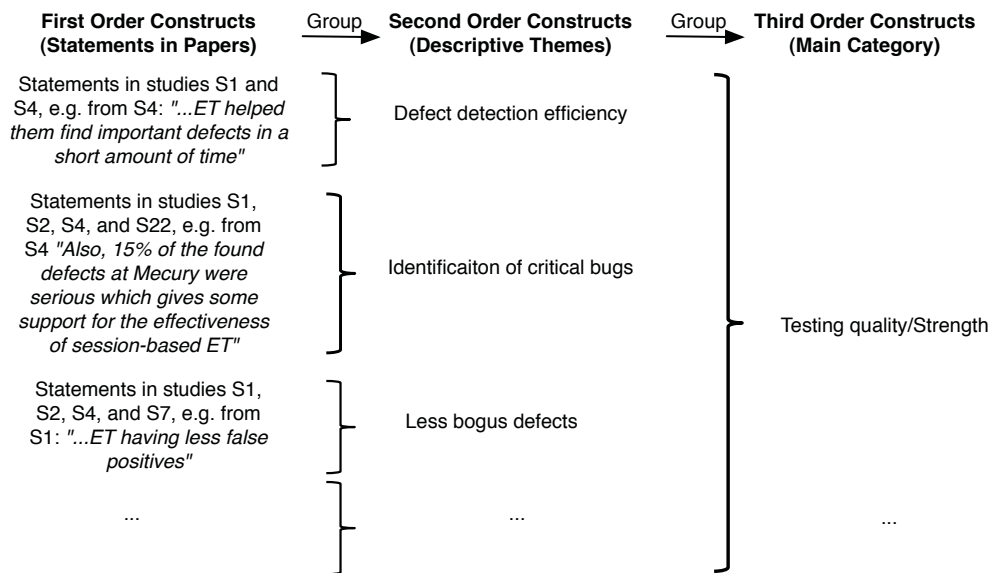 First Order Constructs
(Statements in Papers)
Group
Second Order Constructs
(Descriptive Themes)
Group
Third Order Constructs
(Main Category)
Statements in studies S1 and
S4, e.g. from S4: "...ET helped
them find important defects in a
short amount of time"
Defect detection efficiency
Statements in studies S1,
S2, S4, and S22, e.g. from
S4 "Also, 15% of the found
defects at Mecury were
serious which gives some
support for the effectiveness
of session-based ET"
Identificaiton of critical bugs
Testing quality/Strength
Statements in studies S1,
S2, S4, and S7, e.g. from
S1: "...ET having less false
positives"
Less bogus defects
...
...
...